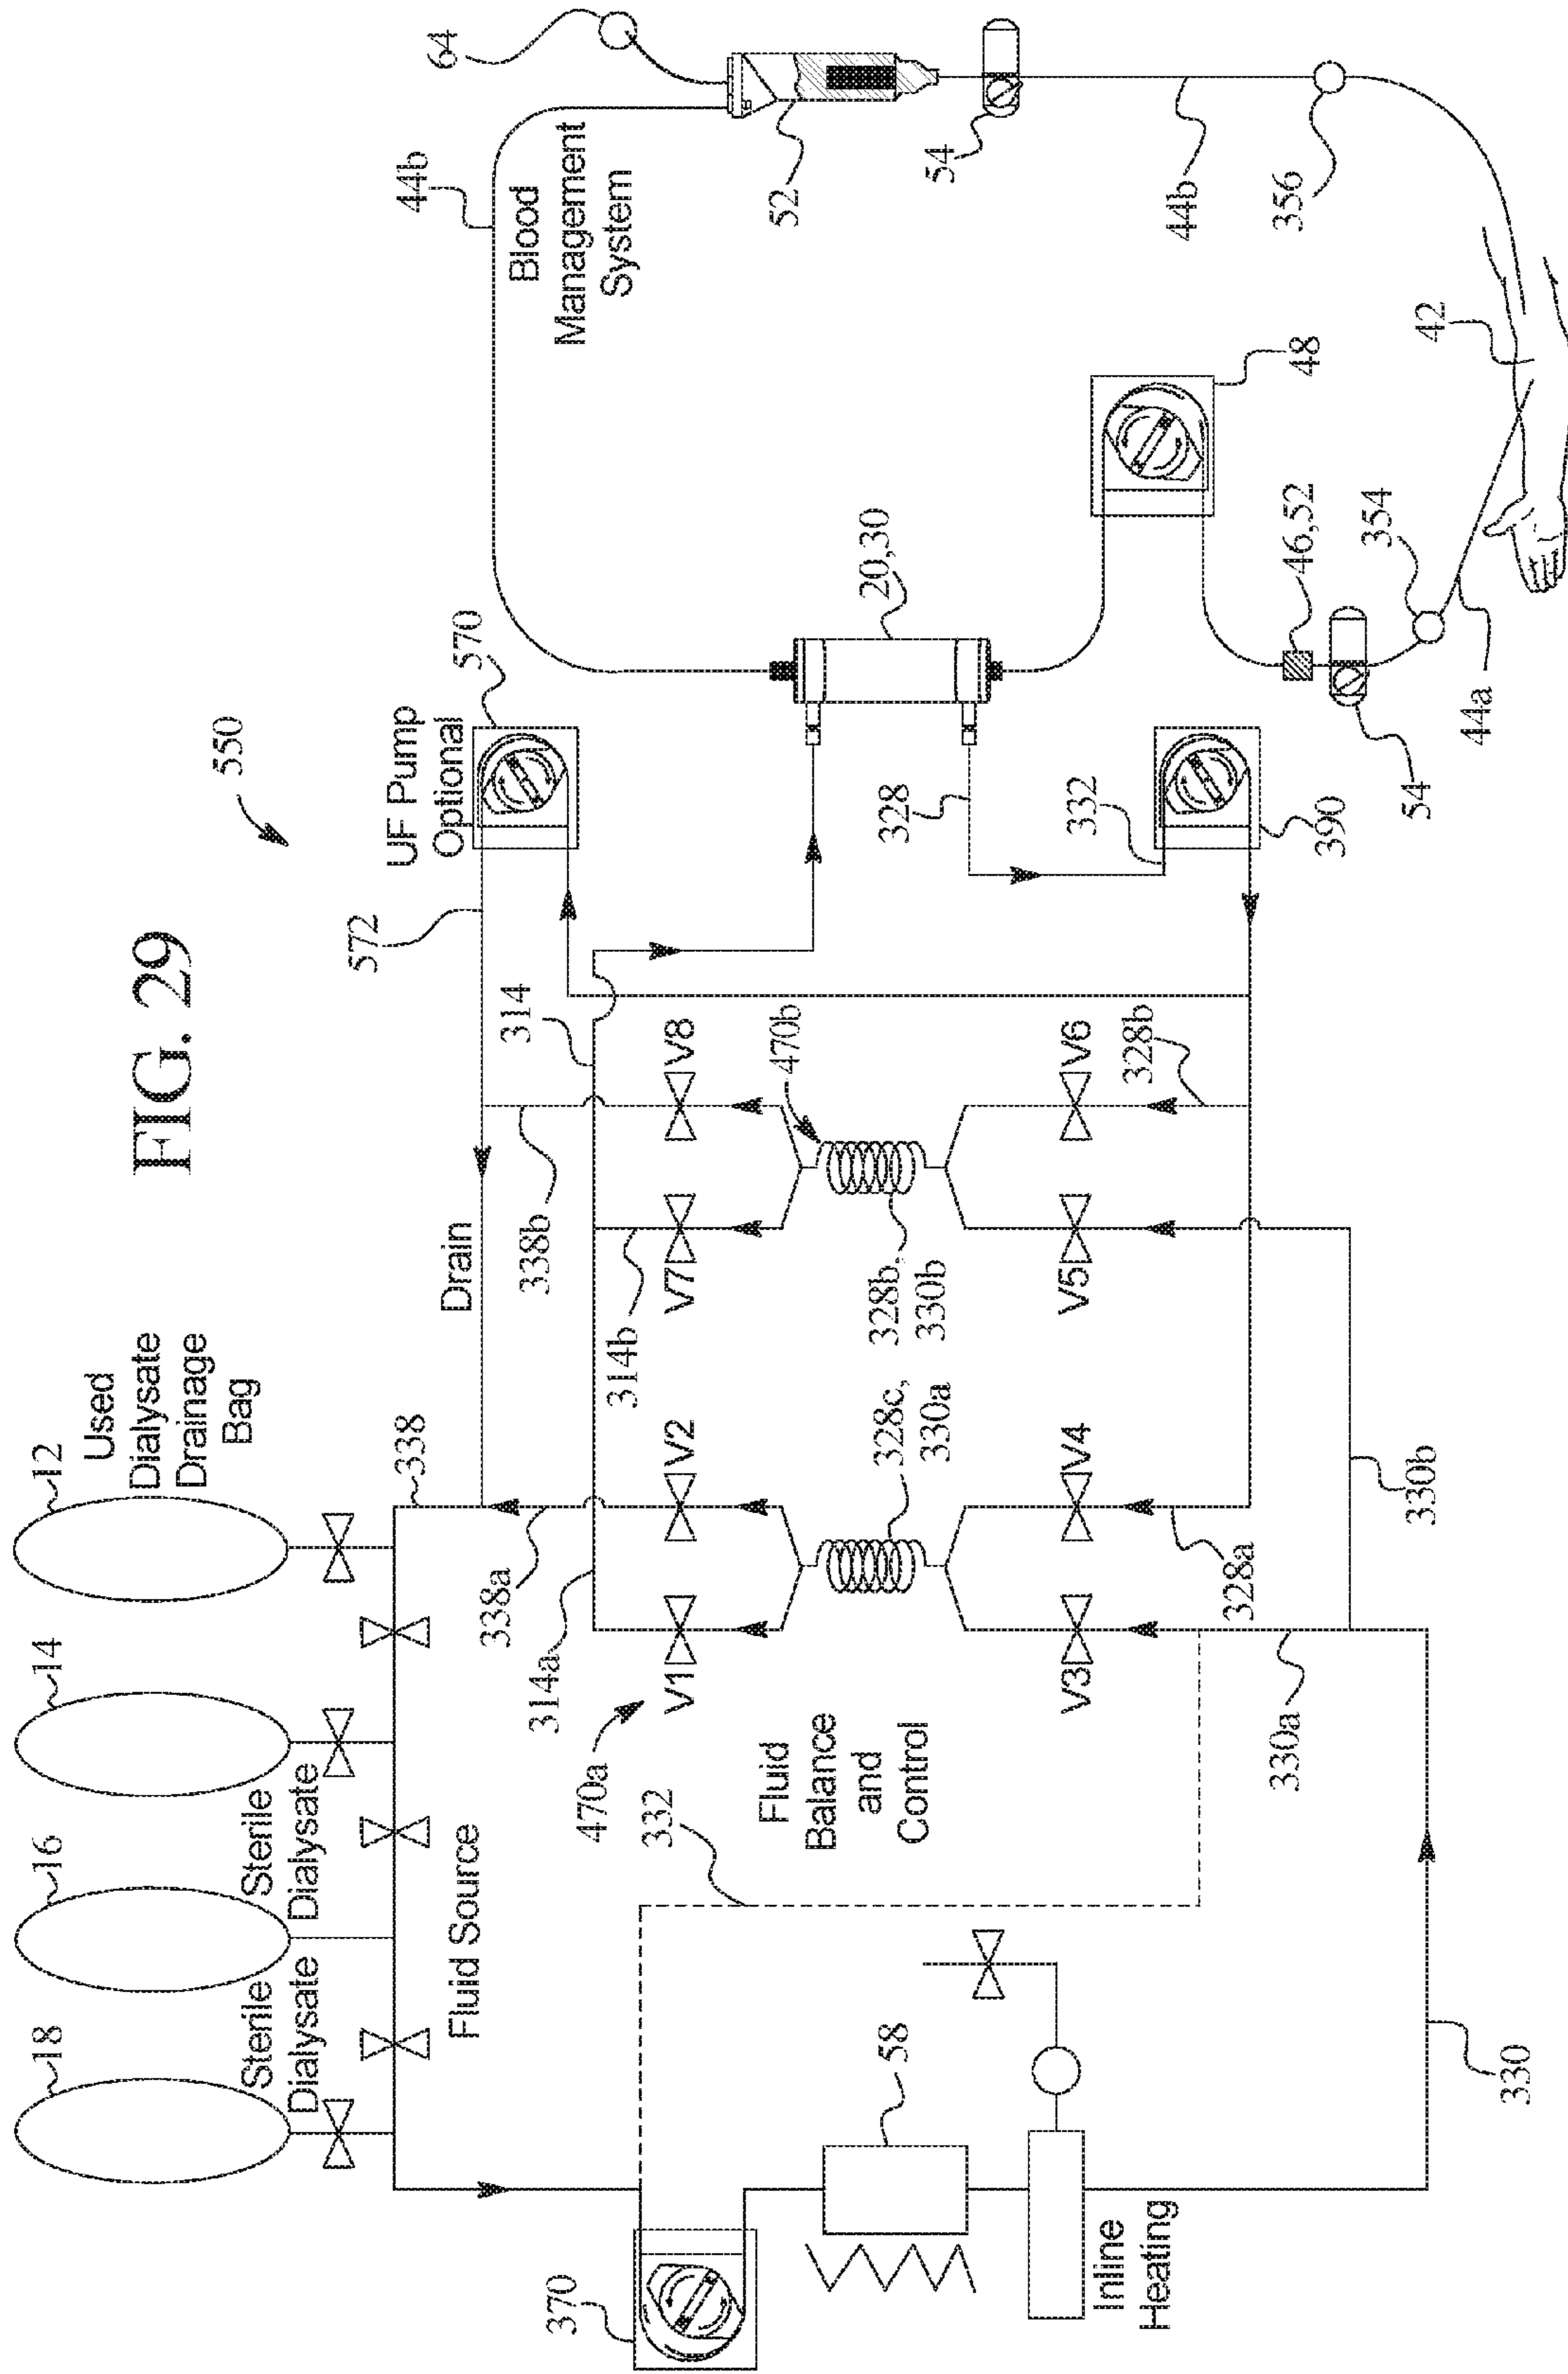 FIG. 29
550
18
16
14
12
Sterile
Dialysate
Sterile
Dialysate
Used
Dialysate
Drainage
Bag
Fluid Source
338
Drain
572
UF Pump
Optional
570
44b
Blood
Management
System
64
370
332
470a
314a
338a
314b
338b
314
V1
V2
V7
V8
470b
Fluid
Balance
and
Control
328c,
330a
328b,
330b
328
20,30
52
54
58
V3
V4
V5
V6
328b
332
390
48
44b
356
Inline
Heating
330a
328a
330b
330
46,52
354
54
44a
42